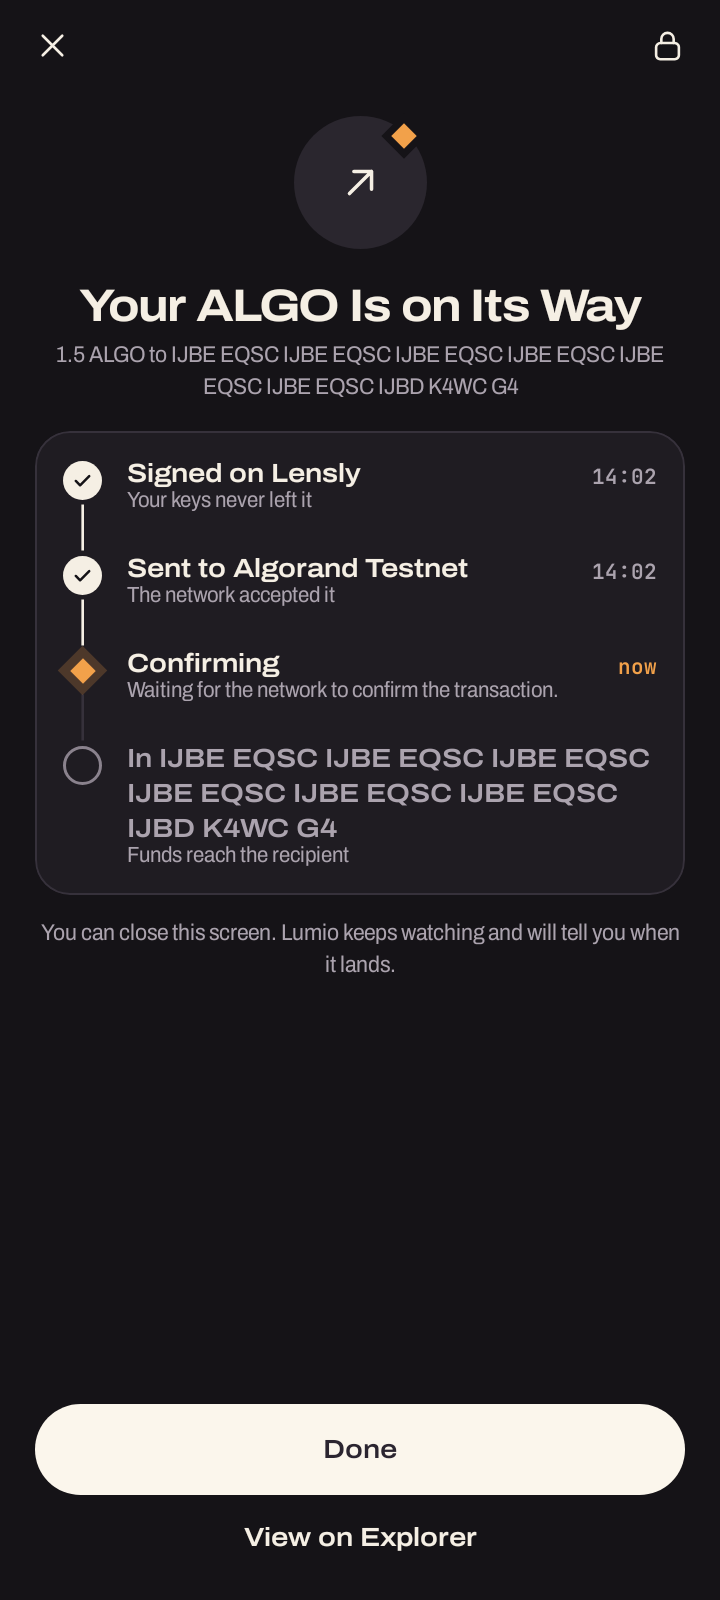 Your ALGO Is on Its Way
1.5 ALGO to IJBE EQSC IJBE EQSC IJBE EQSC IJBE EQSC IJBE
EQSC IJBE EQSC IJBD K4WC G4
Signed on Lensly 14:02
Your keys never left it
Sent to Algorand Testnet 14:02
The network accepted it
Confirming now
Waiting for the network to confirm the transaction.
In IJBE EQSC IJBE EQSC IJBE EQSC
IJBE EQSC IJBE EQSC IJBE EQSC
IJBD K4WC G4
Funds reach the recipient
You can close this screen. Lumio keeps watching and will tell you when
it lands.
Done
View on Explorer